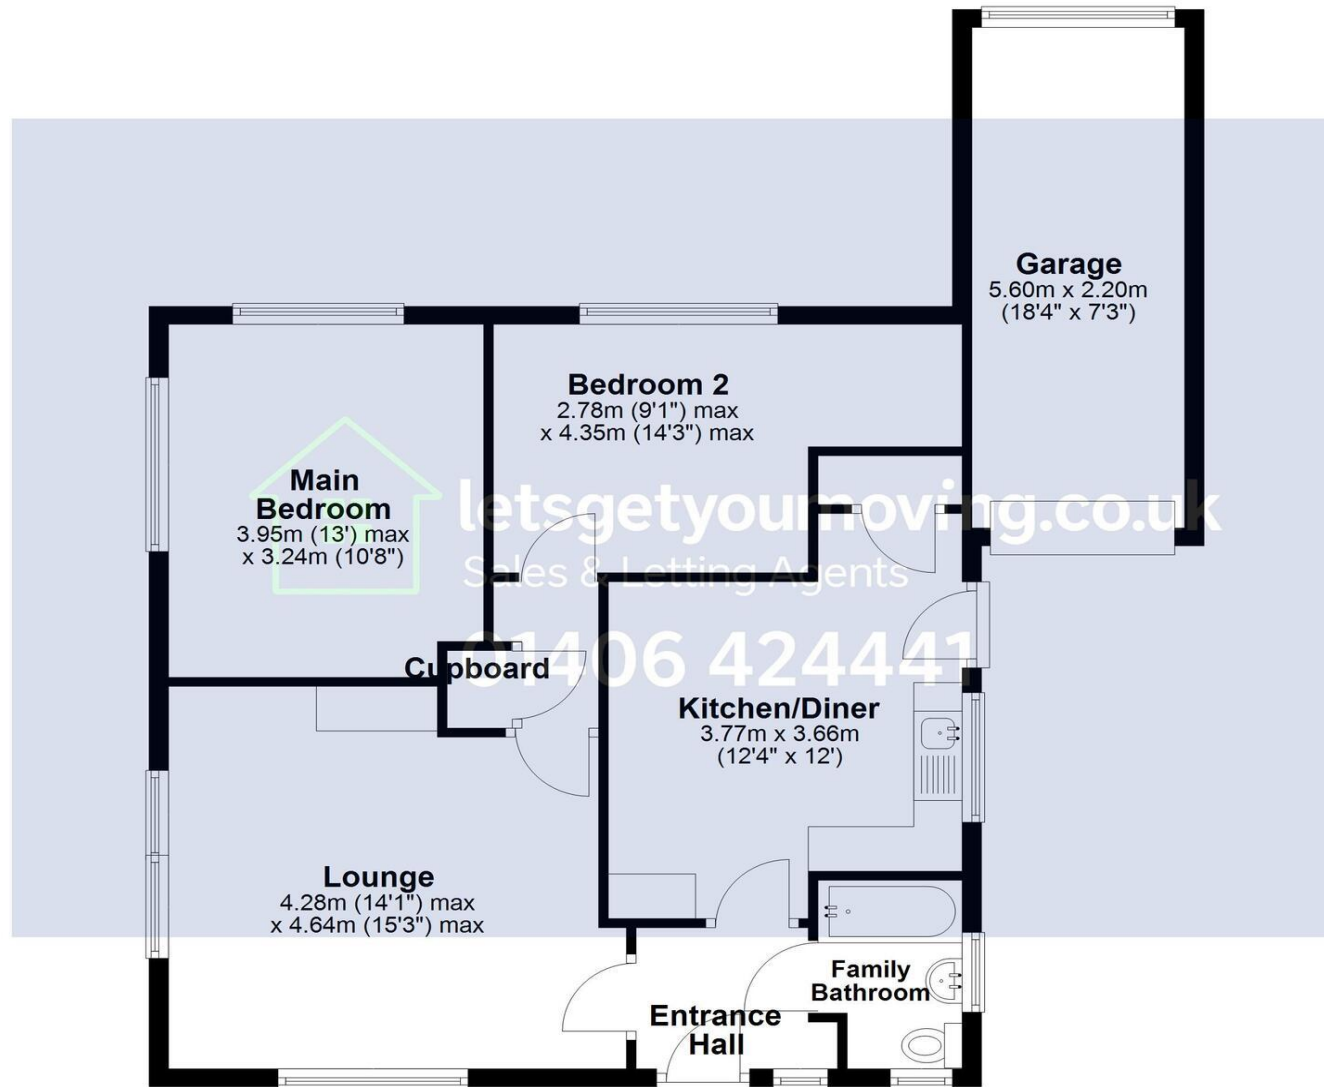 Garage
5.60m x 2.20m
(18'4" x 7'3")
Bedroom 2
2.78m (9'1") max
x 4.35m (14'3") max
Main
Bedroom
3.95m (13') max
x 3.24m (10'8")
letsgetyoumoving.co.uk
Sales & Letting Agents
01406 424441
Cupboard
Kitchen/Diner
3.77m x 3.66m
(12'4" x 12')
Lounge
4.28m (14'1") max
x 4.64m (15'3") max
Family
Bathroom
Entrance
Hall